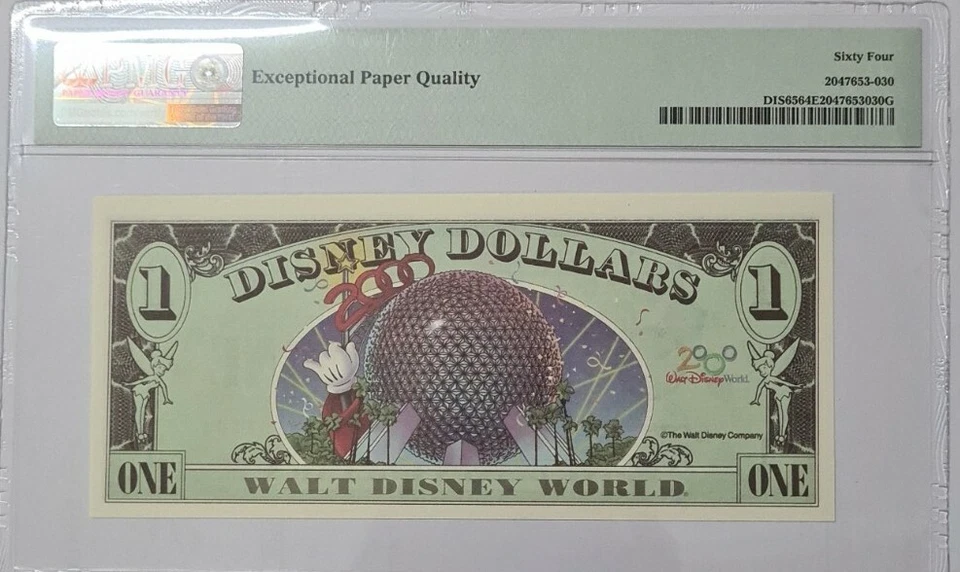 PMG
Exceptional Paper Quality
Sixty Four
2047653-030
DIS6564E2047653030G
DISNEY DOLLARS
1
1
2000
2000
Walt Disney World
©The Walt Disney Company
ONE
WALT DISNEY WORLD®
ONE